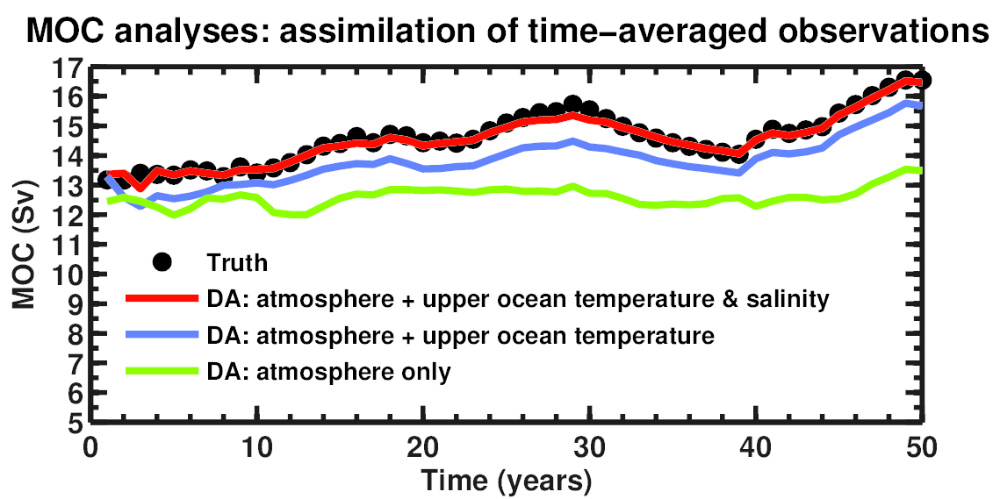 MOC analyses: assimilation of time−averaged observations
17
16
15
14
13
12
11
10
9
8
7
6
5
MOC (Sv)
Truth
DA: atmosphere + upper ocean temperature & salinity
DA: atmosphere + upper ocean temperature
DA: atmosphere only
0 10 20 30 40 50
Time (years)